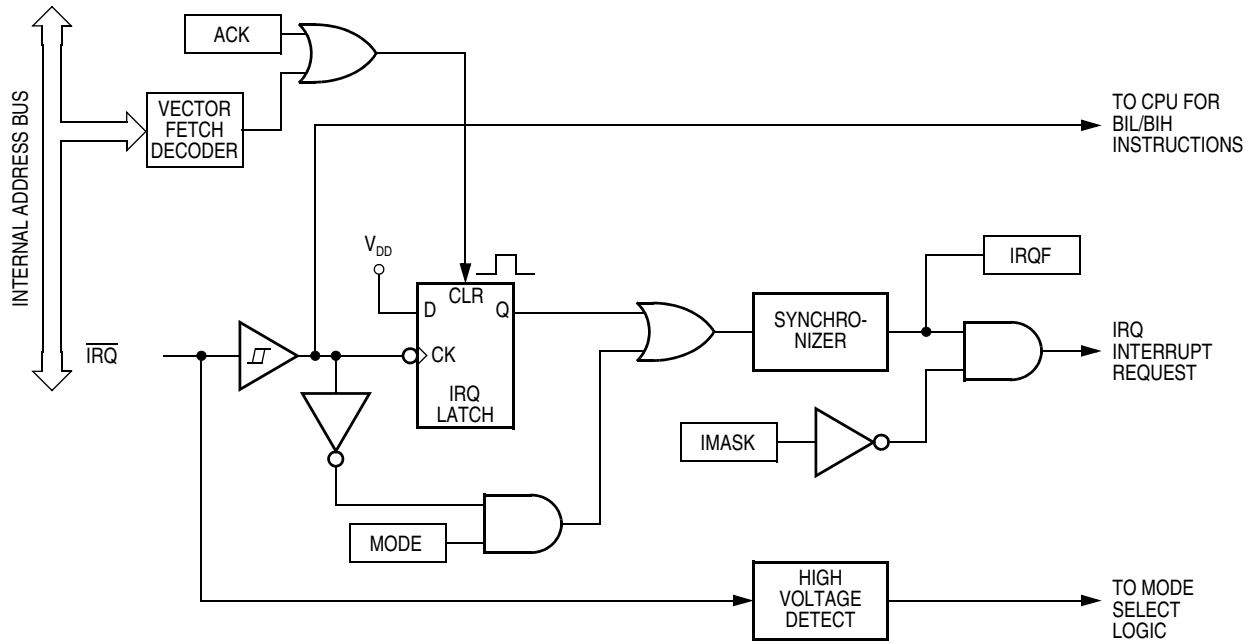 INTERNAL ADDRESS BUS
ACK
VECTOR
FETCH
DECODER
TO CPU FOR
BIL/BIH
INSTRUCTIONS
VDD
CLR
D
Q
CK
IRQ
LATCH
IRQ
SYNCHRO-
NIZER
IRQF
IRQ
INTERRUPT
REQUEST
IMASK
MODE
HIGH
VOLTAGE
DETECT
TO MODE
SELECT
LOGIC